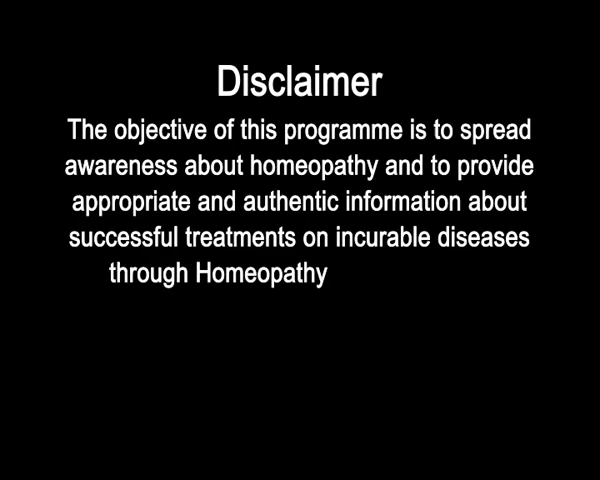 Disclaimer
The objective of this programme is to spread
awareness about homeopathy and to provide
appropriate and authentic information about
successful treatments on incurable diseases
through Homeopathy